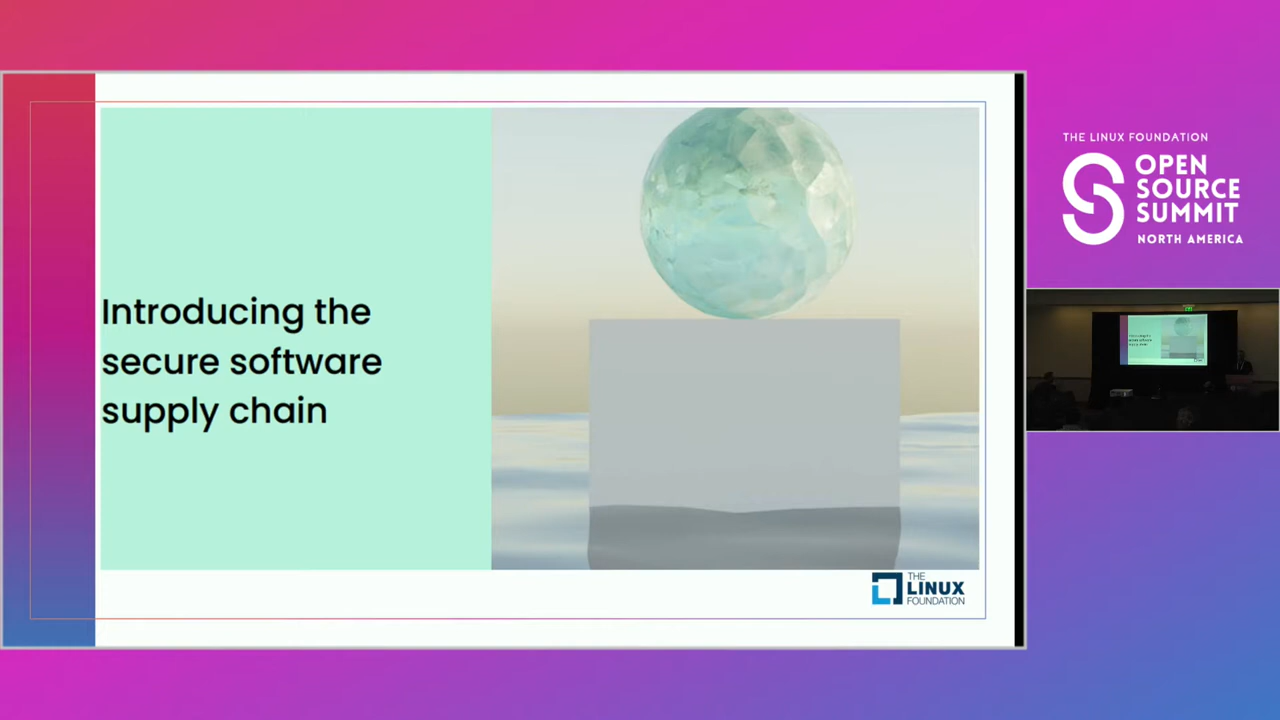 Introducing the
secure software
supply chain
THE
LINUX
FOUNDATION
THE LINUX FOUNDATION
OPEN
SOURCE
SUMMIT
NORTH AMERICA